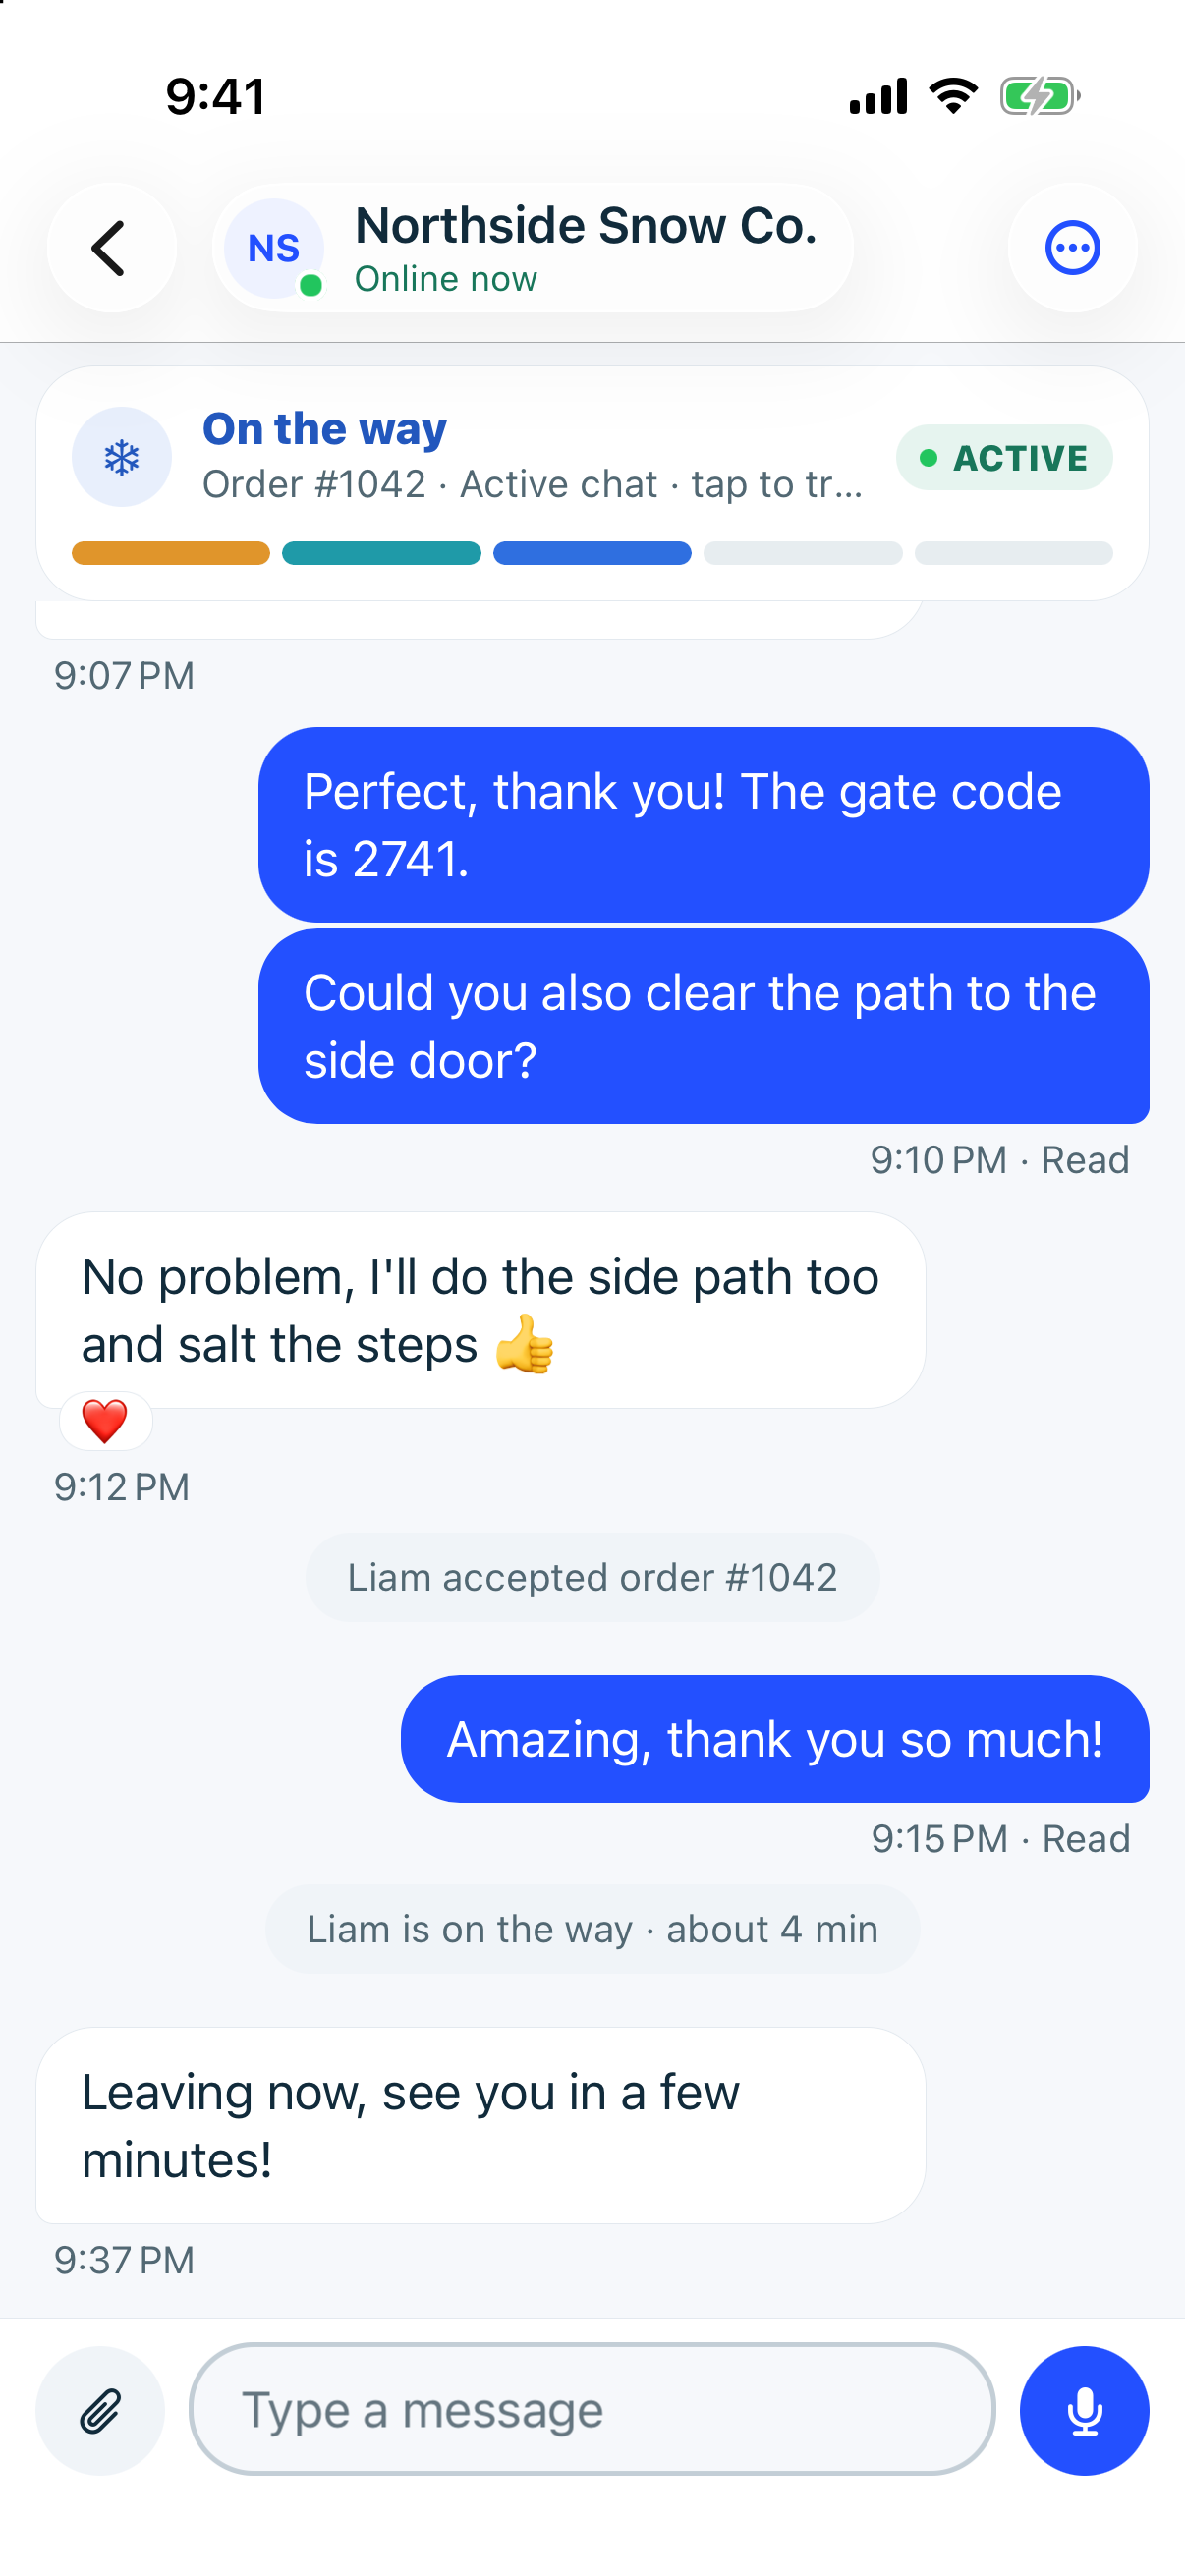 9:41
NS
Northside Snow Co.
Online now
On the way
Order #1042 · Active chat · tap to tr...
ACTIVE
9:07 PM
Perfect, thank you! The gate code
is 2741.
Could you also clear the path to the
side door?
9:10 PM · Read
No problem, I'll do the side path too
and salt the steps 👍
❤️
9:12 PM
Liam accepted order #1042
Amazing, thank you so much!
9:15 PM · Read
Liam is on the way · about 4 min
Leaving now, see you in a few
minutes!
9:37 PM
Type a message